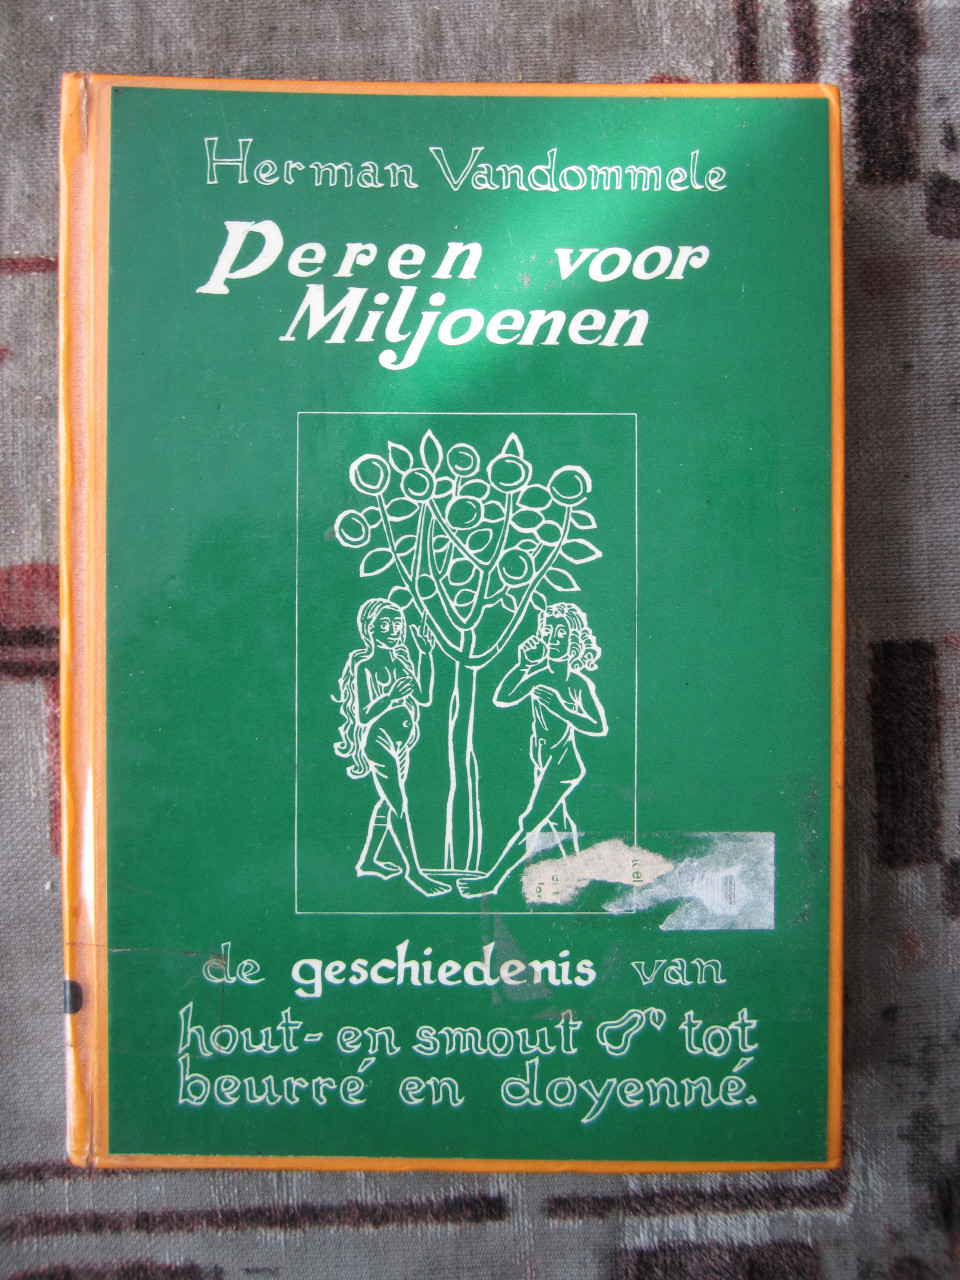 Herman Vandommele
Peren voor
Miljoenen
de geschiedenis van
hout- en smout " tot
beurré en doyenné.